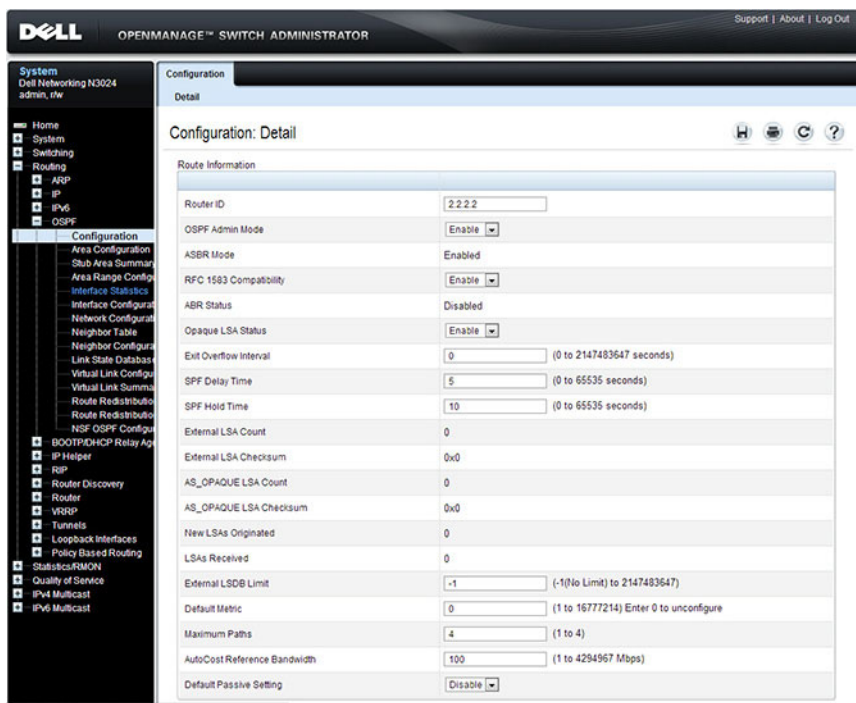 Support | About | Log Out
DELL OPENMANAGE™ SWITCH ADMINISTRATOR
System
Dell Networking N3024
admin, r/w
Home
System
Switching
Routing
ARP
IP
IPv6
OSPF
Configuration
Area Configuration
Stub Area Summary
Area Range Configu
Interface Statistics
Interface Configurat
Network Configurati
Neighbor Table
Neighbor Configura
Link State Database
Virtual Link Configu
Virtual Link Summa
Route Redistributio
Route Redistributio
NSF OSPF Configur
BOOTP/DHCP Relay Age
IP Helper
RIP
Router Discovery
Router
VRRP
Tunnels
Loopback Interfaces
Policy Based Routing
Statistics/RMON
Quality of Service
IPv4 Multicast
IPv6 Multicast
Configuration
Detail
Configuration: Detail
Route Information
Router ID 2.2.2.2
OSPF Admin Mode Enable
ASBR Mode Enabled
RFC 1583 Compatibility Enable
ABR Status Disabled
Opaque LSA Status Enable
Exit Overflow Interval 0 (0 to 2147483647 seconds)
SPF Delay Time 5 (0 to 65535 seconds)
SPF Hold Time 10 (0 to 65535 seconds)
External LSA Count 0
External LSA Checksum 0x0
AS_OPAQUE LSA Count 0
AS_OPAQUE LSA Checksum 0x0
New LSAs Originated 0
LSAs Received 0
External LSDB Limit -1 (-1(No Limit) to 2147483647)
Default Metric 0 (1 to 16777214) Enter 0 to unconfigure
Maximum Paths 4 (1 to 4)
AutoCost Reference Bandwidth 100 (1 to 4294967 Mbps)
Default Passive Setting Disable